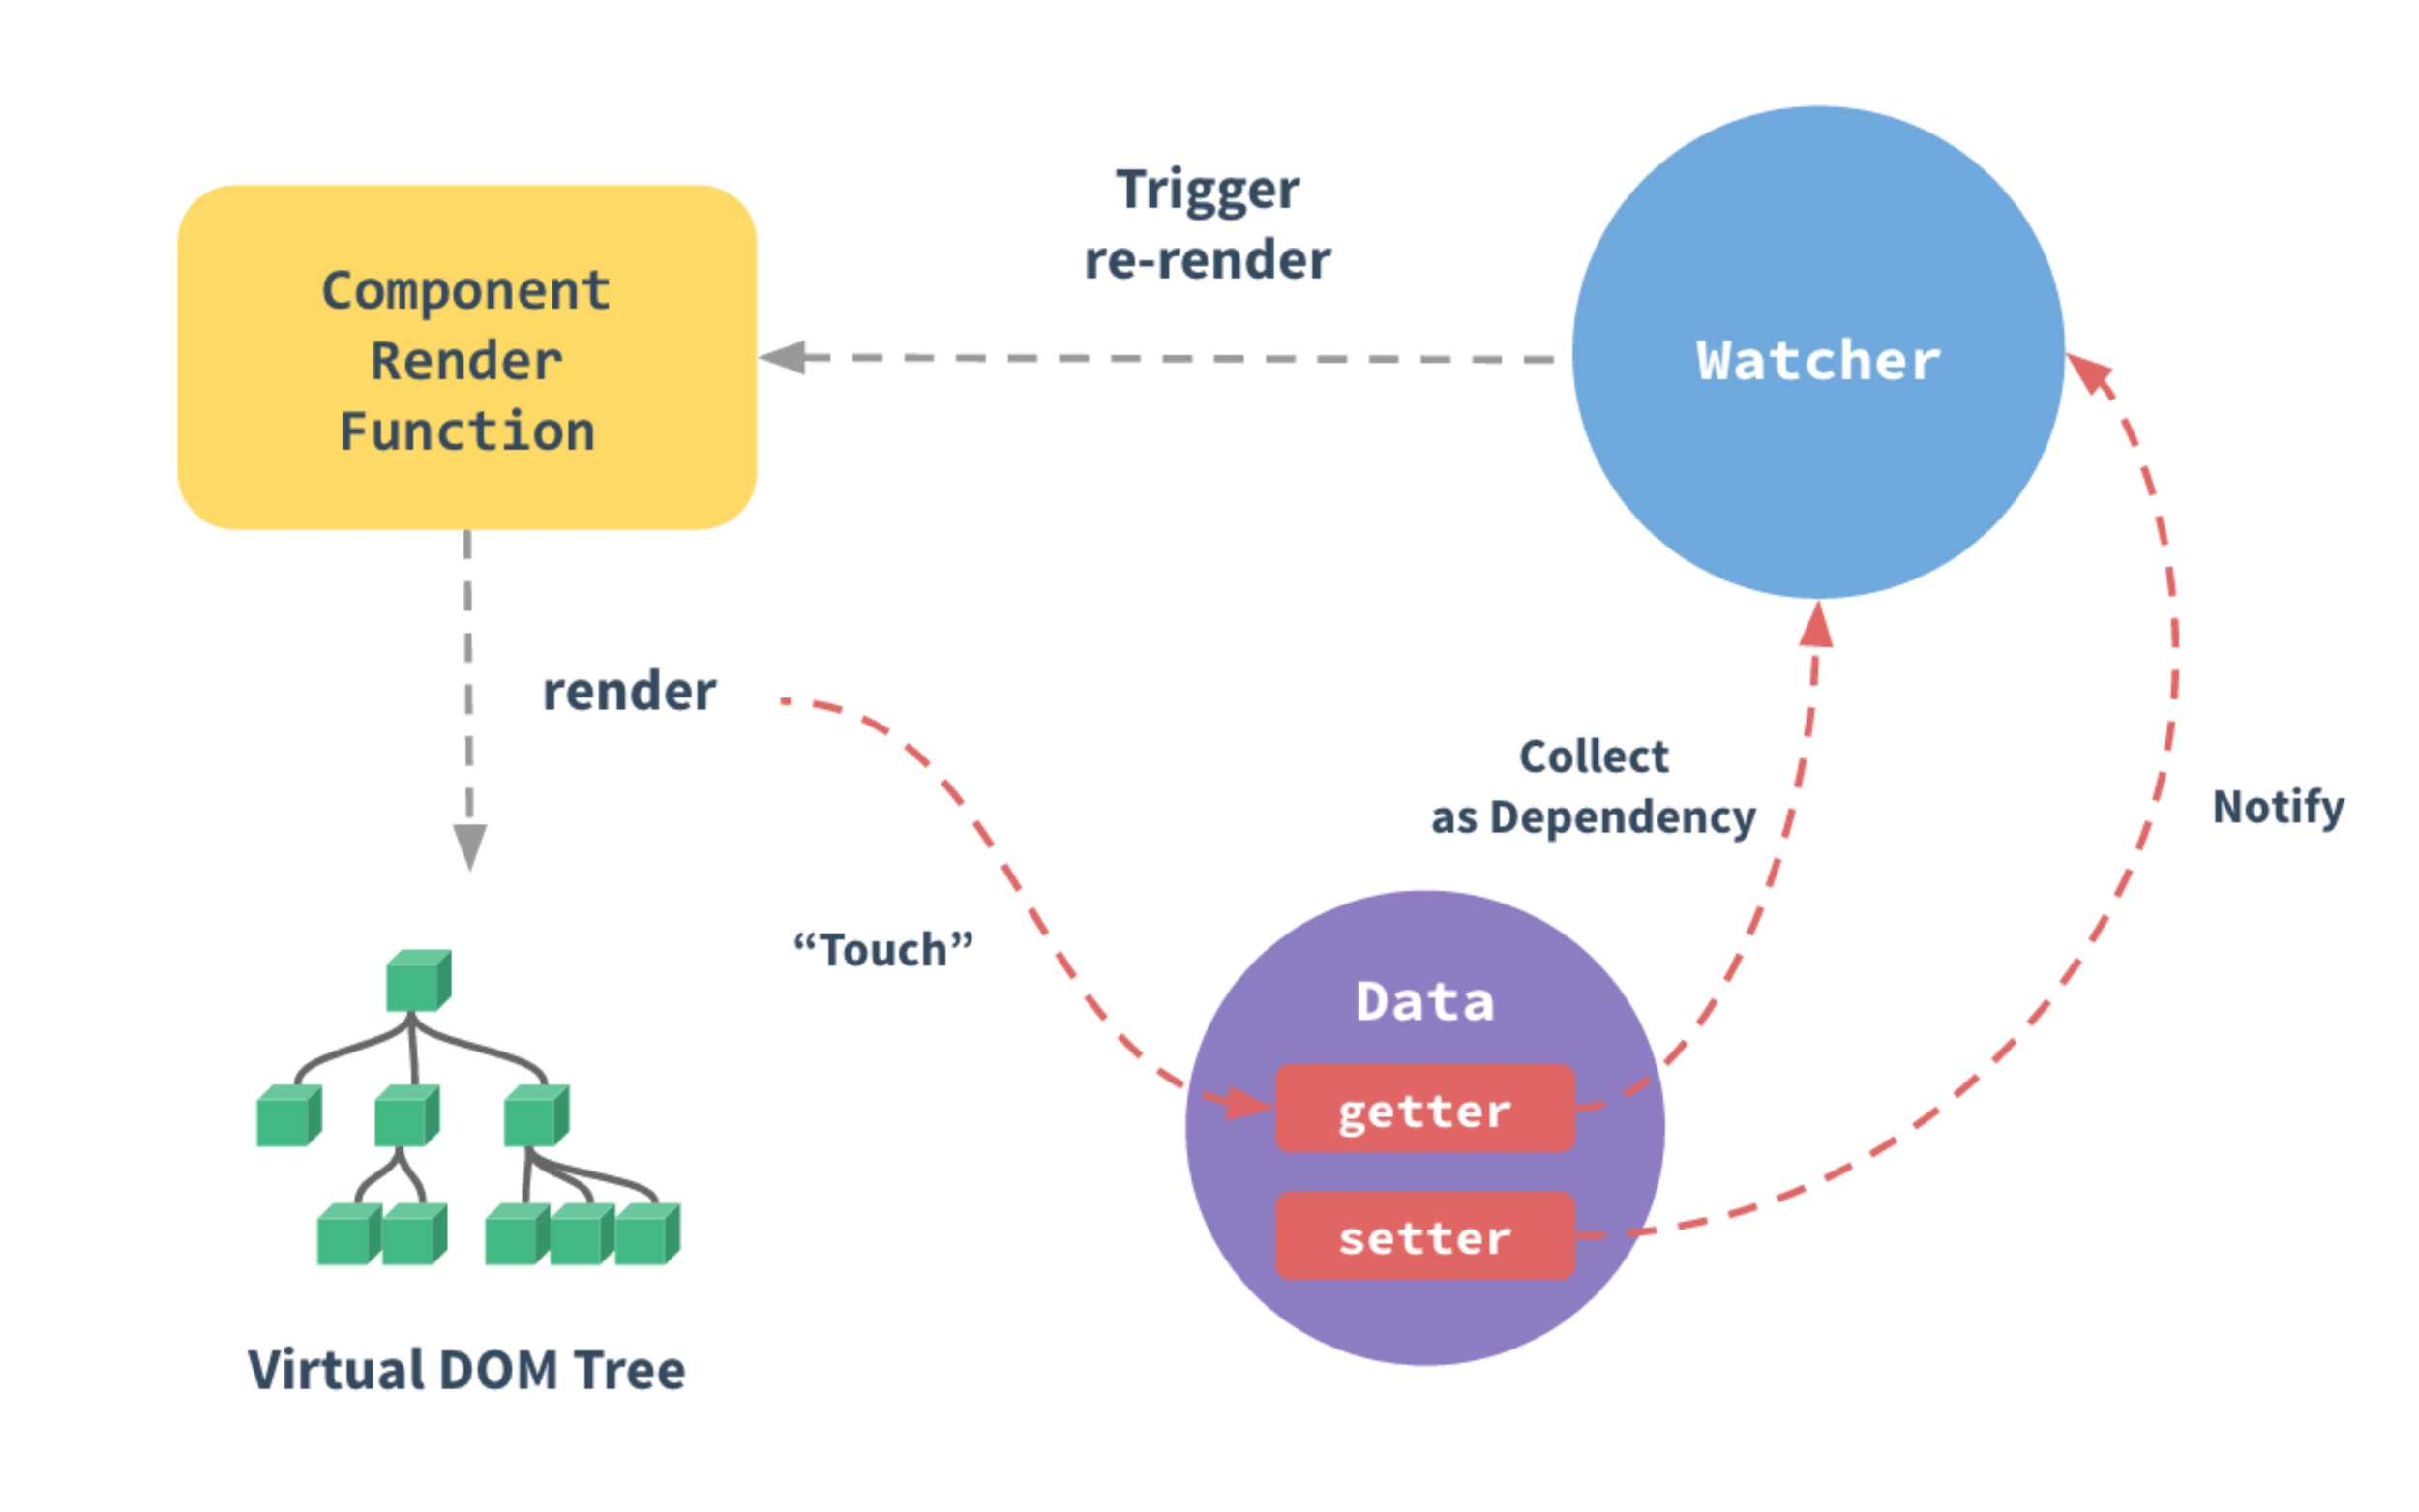 Trigger
re-render
Component
Render
Function
Watcher
render
Collect
as Dependency
Notify
“Touch”
Data
getter
setter
Virtual DOM Tree